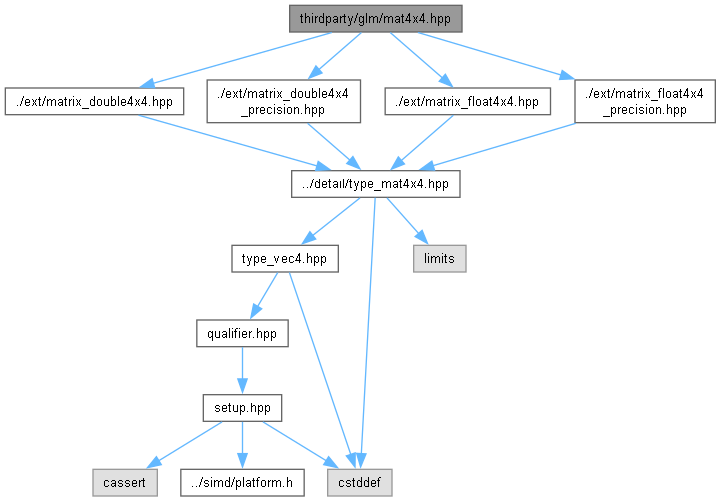 thirdparty/glm/mat4x4.hpp
./ext/matrix_double4x4.hpp
./ext/matrix_double4x4
_precision.hpp
./ext/matrix_float4x4.hpp
./ext/matrix_float4x4
_precision.hpp
../detail/type_mat4x4.hpp
type_vec4.hpp
limits
qualifier.hpp
setup.hpp
cassert
../simd/platform.h
cstddef